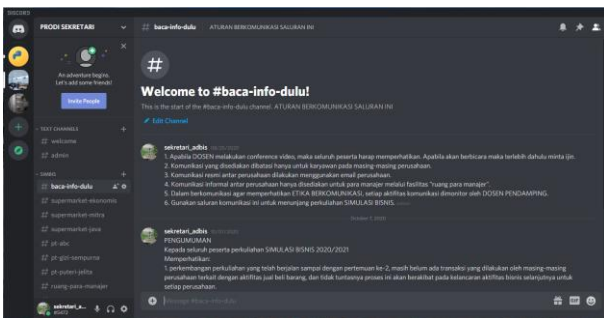 DISCORD
PRODI SEKRETARI
baca-info-dulu
ATURAN BERKOMUNIKASI SALURAN INI
An adventure begins.
Let's add some friends!
Invite People
TEXT CHANNELS
welcome
admin
baca-info-dulu
supermarket-ekonomis
supermarket-mitra
supermarket-java
pt-abc
pt-gizi-sempurna
pt-puteri-jelita
ruang-para-manajer
sekretari_a...
#
Welcome to #baca-info-dulu!
This is the start of the #baca-info-dulu channel. ATURAN BERKOMUNIKASI SALURAN INI
Edit Channel
sekretari_adbis
1. Apabila DOSEN melakukan conference video, maka seluruh peserta harap memperhatikan. Apabila akan berbicara maka terlebih dahulu minta ijin.
2. Komunikasi yang disediakan dibatasi hanya untuk karyawan pada masing-masing perusahaan.
3. Komunikasi resmi antar perusahaan dilakukan menggunakan email perusahaan.
4. Komunikasi informal antar perusahaan hanya disediakan untuk para manajer melalui fasilitas "ruang para manajer".
5. Dalam berkomunikasi agar memperhatikan ETIKA BERKOMUNIKASI, setiap aktifitas komunikasi dimonitor oleh DOSEN PENDAMPING.
6. Gunakan saluran komunikasi ini untuk menunjang perkuliahan SIMULASI BISNIS.
sekretari_adbis
PENGUMUMAN
Kepada seluruh peserta perkuliahan SIMULASI BISNIS 2020/2021
Memperhatikan:
1. perkembangan perkuliahan yang telah berjalan sampai dengan pertemuan ke-2, masih belum ada transaksi yang dilakukan oleh masing-masing
perusahaan terkait dengan aktifitas jual beli barang, dan tidak tuntasnya proses ini akan berakibat pada kelancaran aktifitas bisnis selanjutnya untuk
setiap perusahaan.
Message #baca-info-dulu
GIF